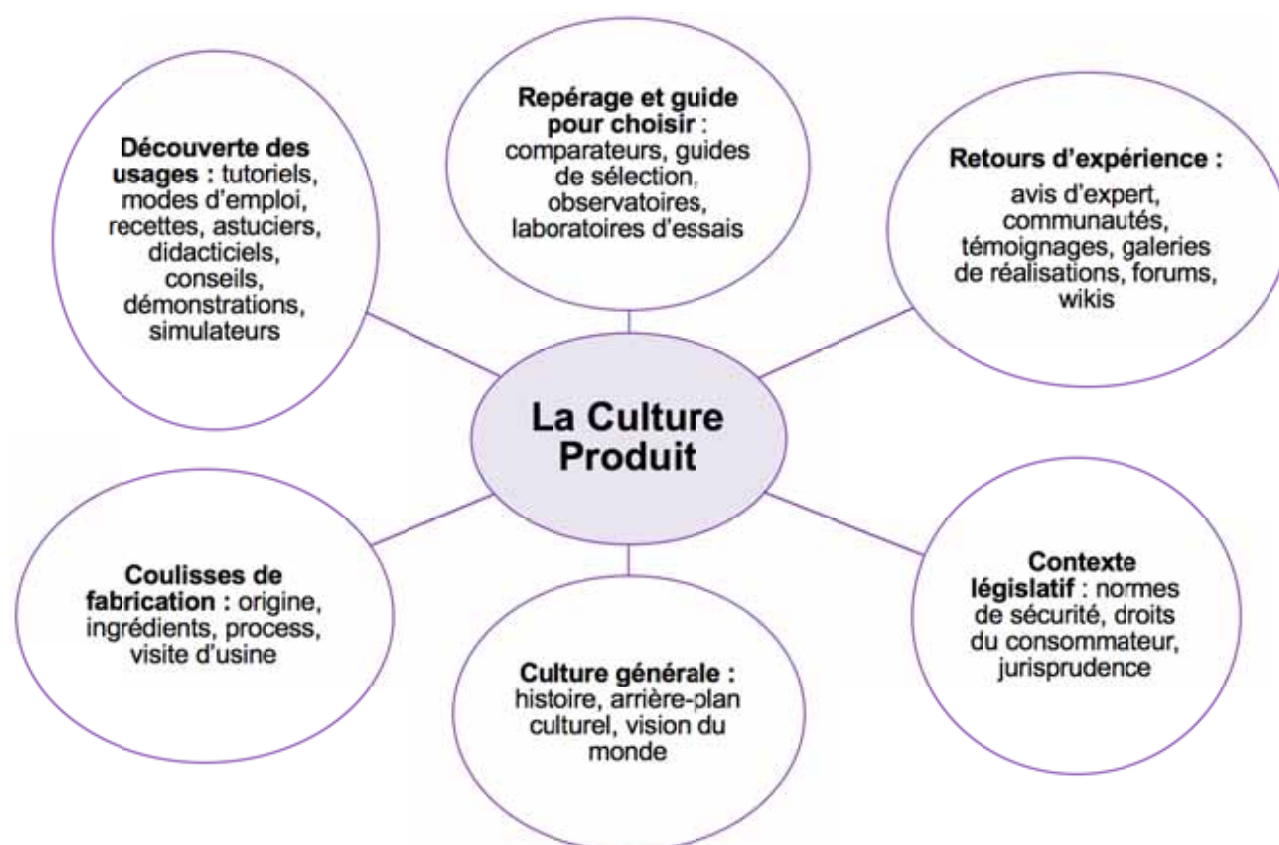 Découverte des
usages : tutoriels,
modes d'emploi,
recettes, astuciers,
didacticiels,
conseils,
démonstrations,
simulateurs
Repérage et guide
pour choisir :
comparateurs, guides
de sélection,
observatoires,
laboratoires d'essais
Retours d'expérience :
avis d'expert,
communautés,
témoignages, galeries
de réalisations, forums,
wikis
La Culture
Produit
Coulisses de
fabrication : origine,
ingrédients, process,
visite d'usine
Culture générale :
histoire, arrière-plan
culturel, vision du
monde
Contexte
législatif : normes
de sécurité, droits
du consommateur,
jurisprudence